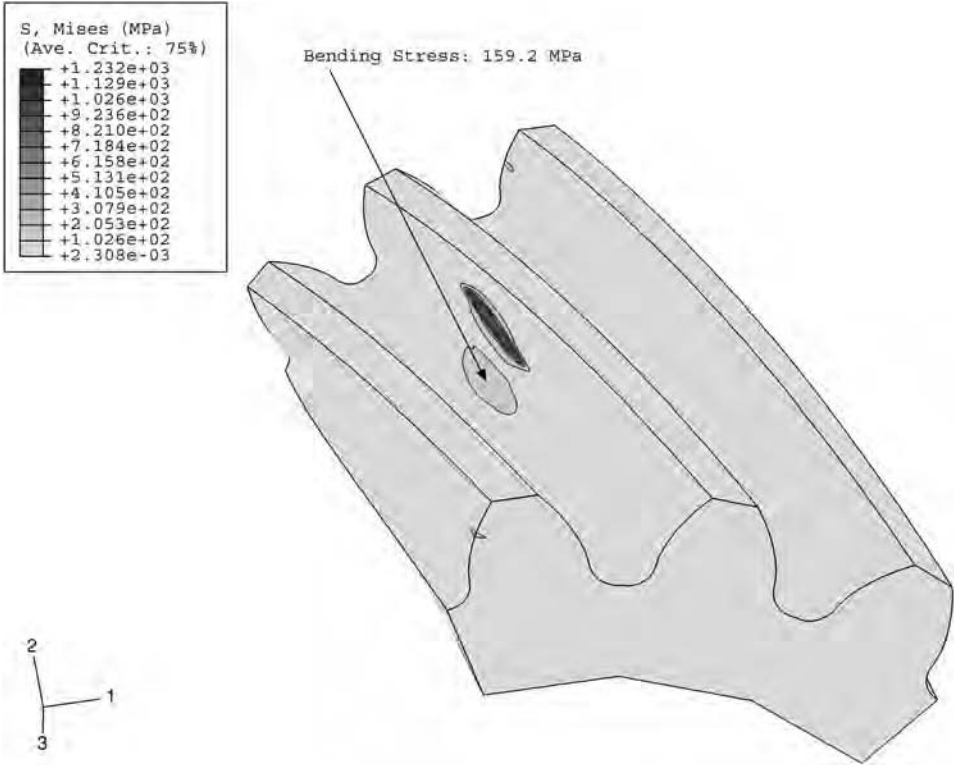 S, Mises (MPa)
(Ave. Crit.: 75%)
+1.232e+03
+1.129e+03
+1.026e+03
+9.236e+02
+8.210e+02
+7.184e+02
+6.158e+02
+5.131e+02
+4.105e+02
+3.079e+02
+2.053e+02
+1.026e+02
+2.308e-03
Bending Stress: 159.2 MPa
2
1
3